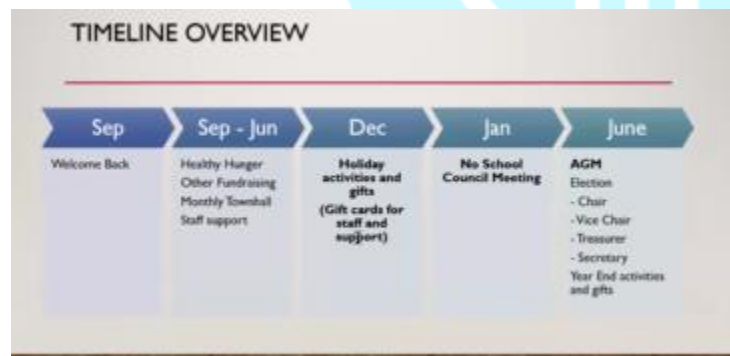 TIMELINE OVERVIEW
Sep
Welcome Back
Sep - Jun
Healthy Hunger
Other Fundraising
Monthly Townhall
Staff support
Dec
Holiday
activities and
gifts
(Gift cards for
staff and
support)
Jan
No School
Council Meeting
June
AGM
Election
- Chair
- Vice Chair
- Treasurer
- Secretary
Year End activities
and gifts